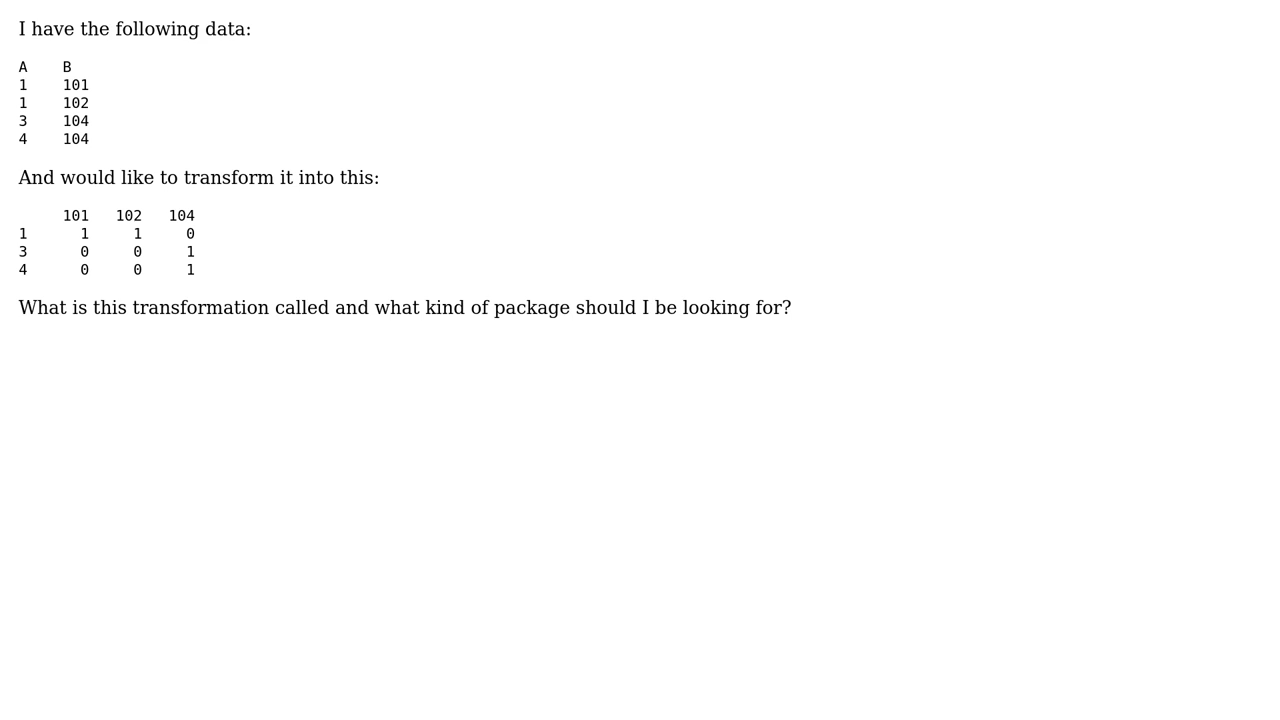 I have the following data:
A    B
1    101
1    102
3    104
4    104
And would like to transform it into this:
     101   102   104
1      1     1     0
3      0     0     1
4      0     0     1
What is this transformation called and what kind of package should I be looking for?